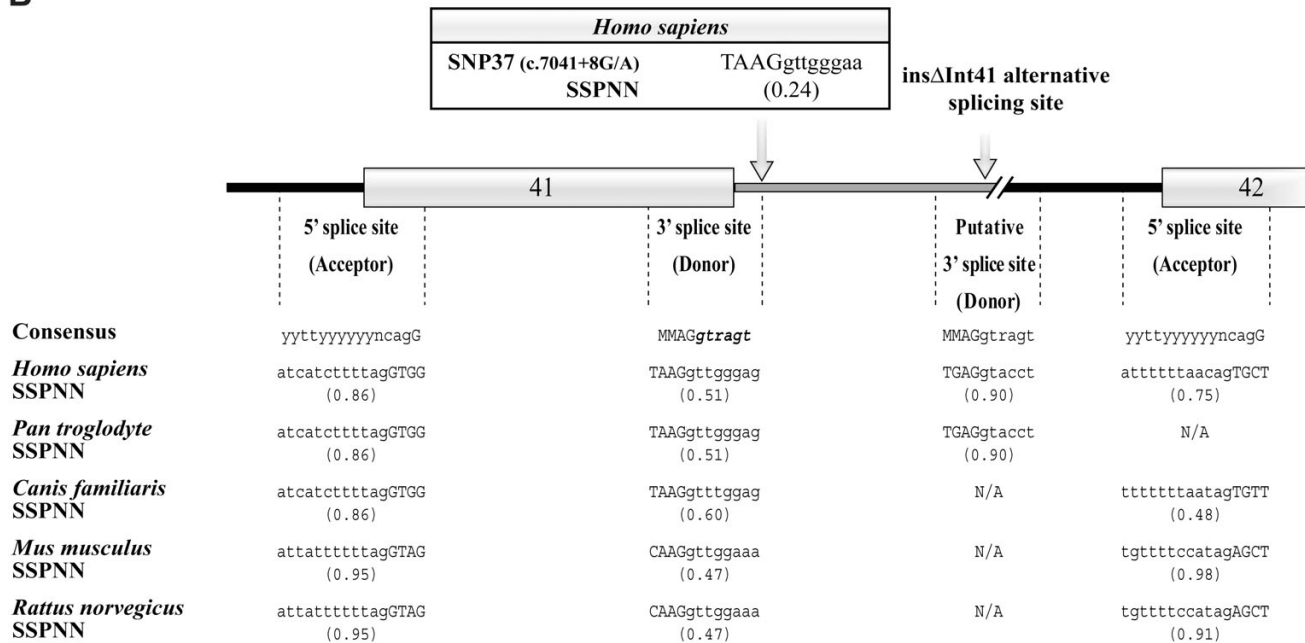 B
Homo sapiens
SNP37 (c.7041+8G/A) TAAGgttgggaa
SSPNN (0.24)
insΔInt41 alternative
splicing site
41
42
5' splice site 3' splice site Putative 5' splice site
(Acceptor) (Donor) 3' splice site (Acceptor)
(Donor)
Consensus yyttyyyyyyncagG MMAGgtragt MMAGgtragt yyttyyyyyyncagG
Homo sapiens atcatcttttagGTGG TAAGgttgggag TGAGgtacct attttttaacagTGCT
SSPNN (0.86) (0.51) (0.90) (0.75)
Pan troglodyte atcatcttttagGTGG TAAGgttgggag TGAGgtacct N/A
SSPNN (0.86) (0.51) (0.90)
Canis familiaris atcatcttttagGTGG TAAGgtttggag N/A tttttttaatagTGTT
SSPNN (0.86) (0.60) (0.48)
Mus musculus attattttttagGTAG CAAGgttggaaa N/A tgttttccatagAGCT
SSPNN (0.95) (0.47) (0.98)
Rattus norvegicus attattttttagGTAG CAAGgttggaaa N/A tgttttccatagAGCT
SSPNN (0.95) (0.47) (0.91)